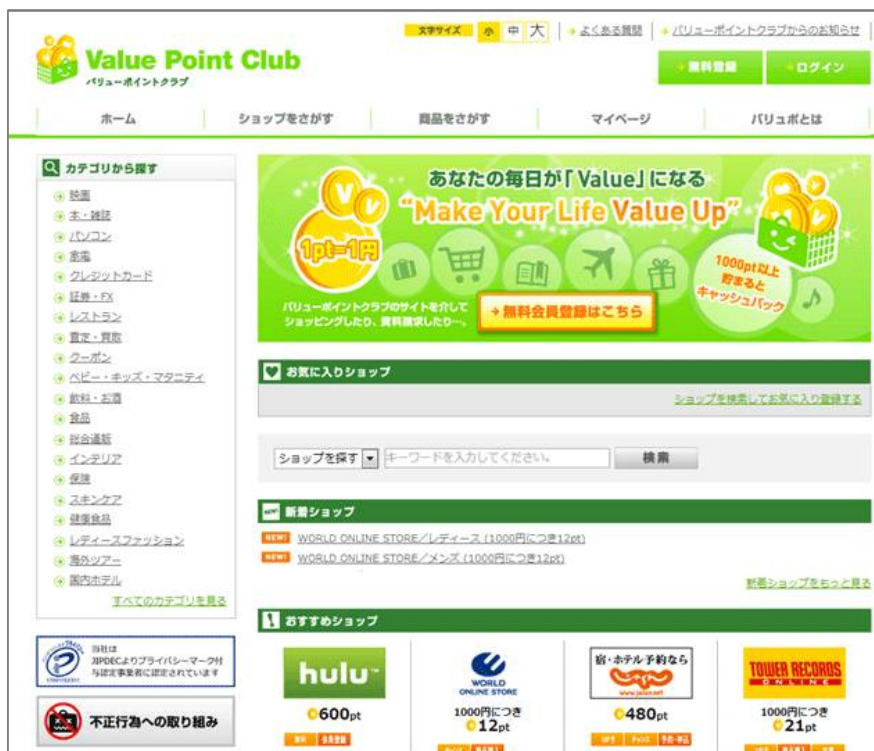 文字サイズ 小 中 大 よくある質問 バリューポイントクラブからのお知らせ
Value Point Club
バリューポイントクラブ
無料登録 ログイン
ホーム ショップをさがす 商品をさがす マイページ バリュポとは
カテゴリから探す
映画
本・雑誌
パソコン
家電
クレジットカード
証券・FX
レストラン
査定・買取
クーポン
ベビー・キッズ・マタニティ
飲料・お酒
食品
総合通販
インテリア
保険
スキンケア
健康食品
レディースファッション
海外ツアー
国内ホテル
すべてのカテゴリを見る
当社は
JIPDECよりプライバシーマーク付
与認定事業者に認定されています
不正行為への取り組み
あなたの毎日が「Value」になる
"Make Your Life Value Up"
1pt=1円
1000pt以上
貯まると
キャッシュバック
バリューポイントクラブのサイトを介して
ショッピングしたり、資料請求したり…。
無料会員登録はこちら
お気に入りショップ
ショップを検索してお気に入り登録する
ショップを探す キーワードを入力してください。 検索
NEW! 新着ショップ
NEW! WORLD ONLINE STORE／レディース (1000円につき12pt)
NEW! WORLD ONLINE STORE／メンズ (1000円につき12pt)
新着ショップをもっと見る
おすすめショップ
hulu
600pt
無料 会員登録
WORLD
ONLINE STORE
1000円につき
12pt
宿・ホテル予約なら
じゃらん
www.jalan.net
480pt
予約・申込
TOWER RECORDS
ONLINE
1000円につき
21pt